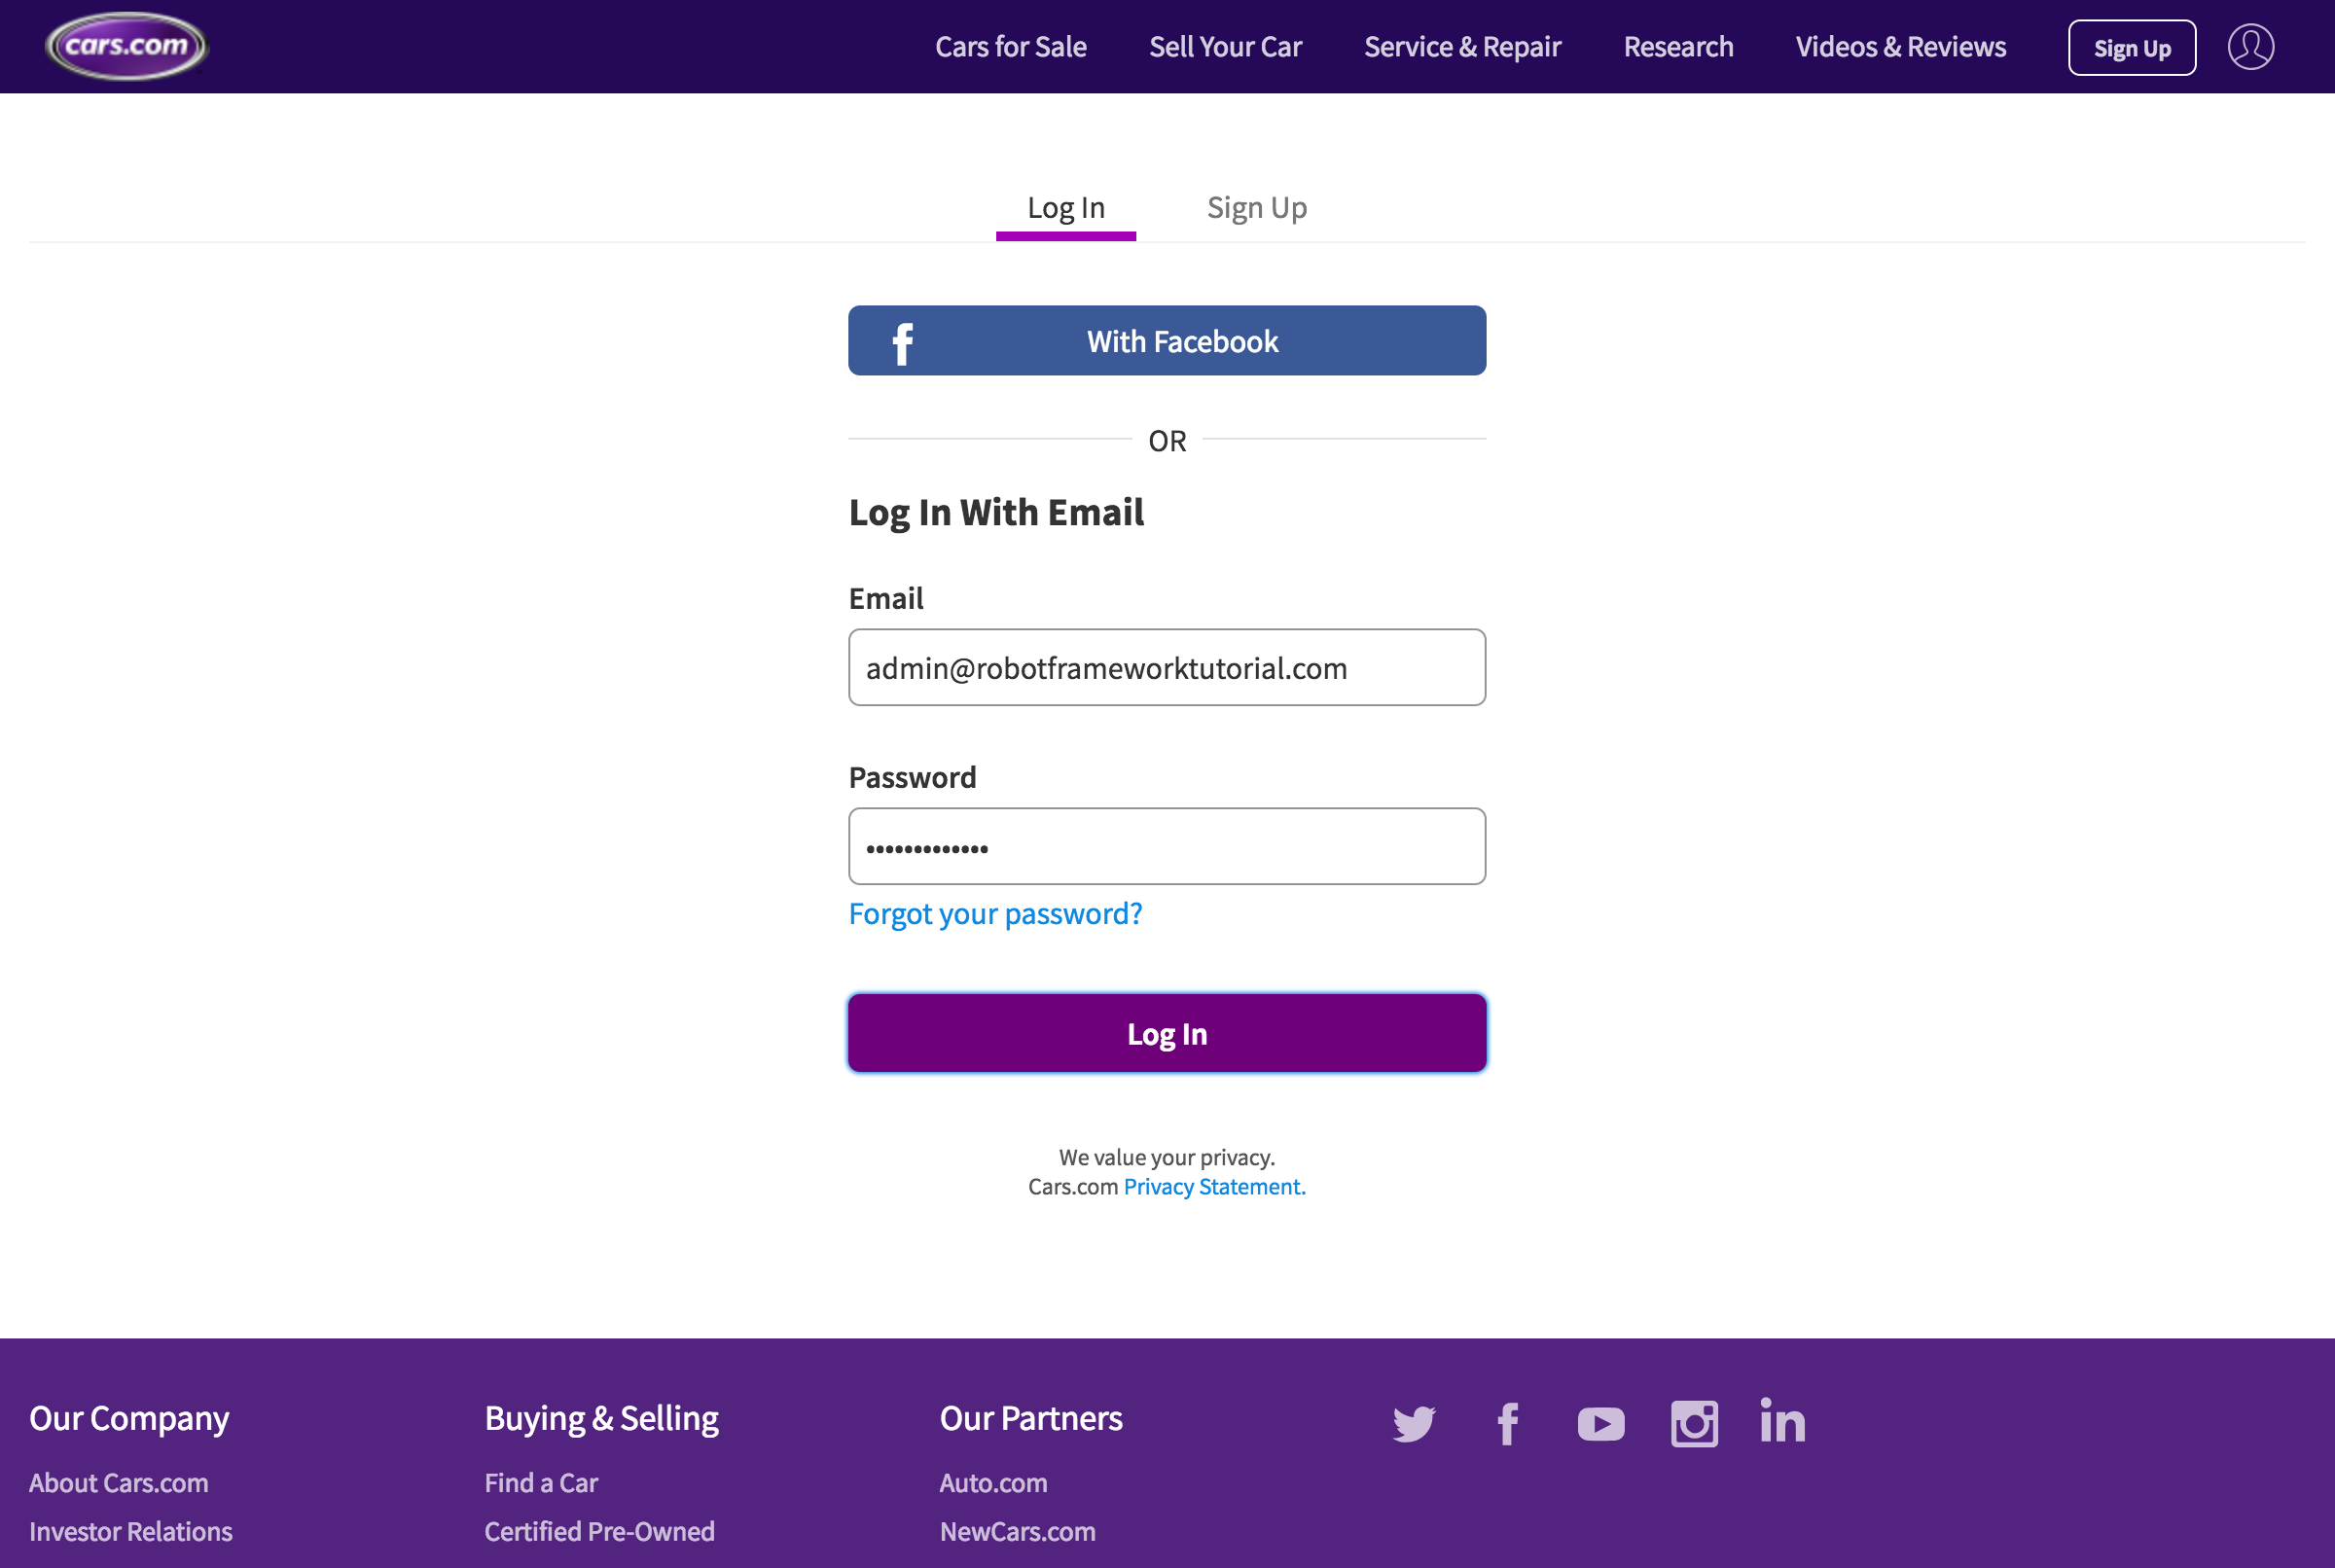 cars.com
Cars for Sale
Sell Your Car
Service & Repair
Research
Videos & Reviews
Sign Up
Log In
Sign Up
With Facebook
OR
Log In With Email
Email
admin@robotframeworktutorial.com
Password
•••••••••••••
Forgot your password?
Log In
We value your privacy.
Cars.com Privacy Statement.
Our Company
About Cars.com
Investor Relations
Buying & Selling
Find a Car
Certified Pre-Owned
Our Partners
Auto.com
NewCars.com